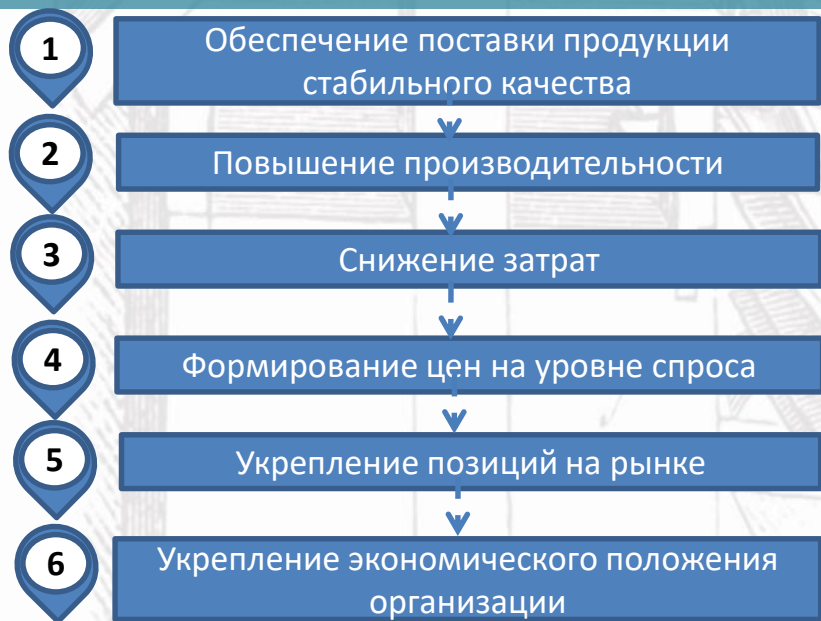 1
Обеспечение поставки продукции
стабильного качества
2
Повышение производительности
3
Снижение затрат
4
Формирование цен на уровне спроса
5
Укрепление позиций на рынке
6
Укрепление экономического положения
организации